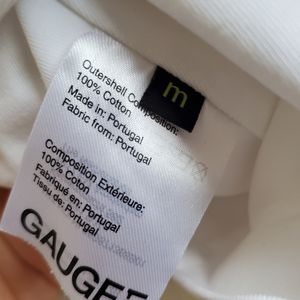 m
Outershell Composition:
100% Cotton
Made in: Portugal
Fabric from: Portugal
Composition Extérieure:
100% Coton
Fabriqué en: Portugal
Tissu de: Portugal